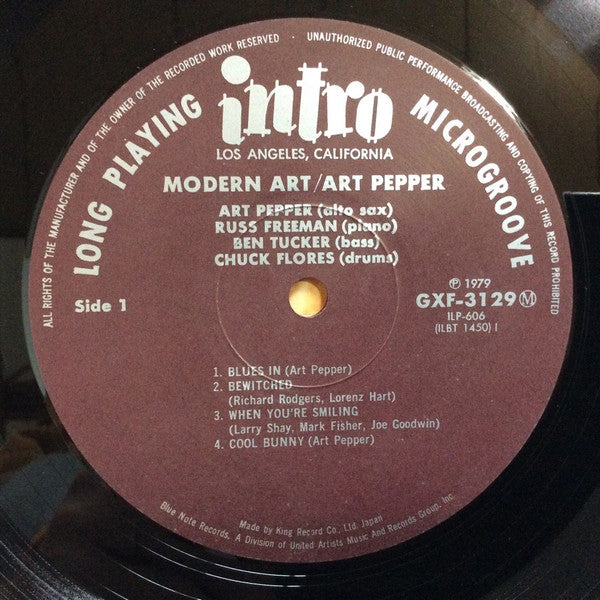 ALL RIGHTS OF THE MANUFACTURER AND OF THE OWNER OF THE RECORDED WORK RESERVED · UNAUTHORIZED PUBLIC PERFORMANCE BROADCASTING AND COPYING OF THIS RECORD PROHIBITED
LONG PLAYING
intro
MICROGROOVE
LOS ANGELES, CALIFORNIA
MODERN ART/ART PEPPER
ART PEPPER (alto sax)
RUSS FREEMAN (piano)
BEN TUCKER (bass)
CHUCK FLORES (drums)
Side 1
℗ 1979
GXF-3129 Ⓜ
ILP-606
(ILBT 1450) I
1. BLUES IN (Art Pepper)
2. BEWITCHED
(Richard Rodgers, Lorenz Hart)
3. WHEN YOU'RE SMILING
(Larry Shay, Mark Fisher, Joe Goodwin)
4. COOL BUNNY (Art Pepper)
Made by King Record Co., Ltd. Japan
Blue Note Records, A Division of United Artists Music And Records Group, Inc.